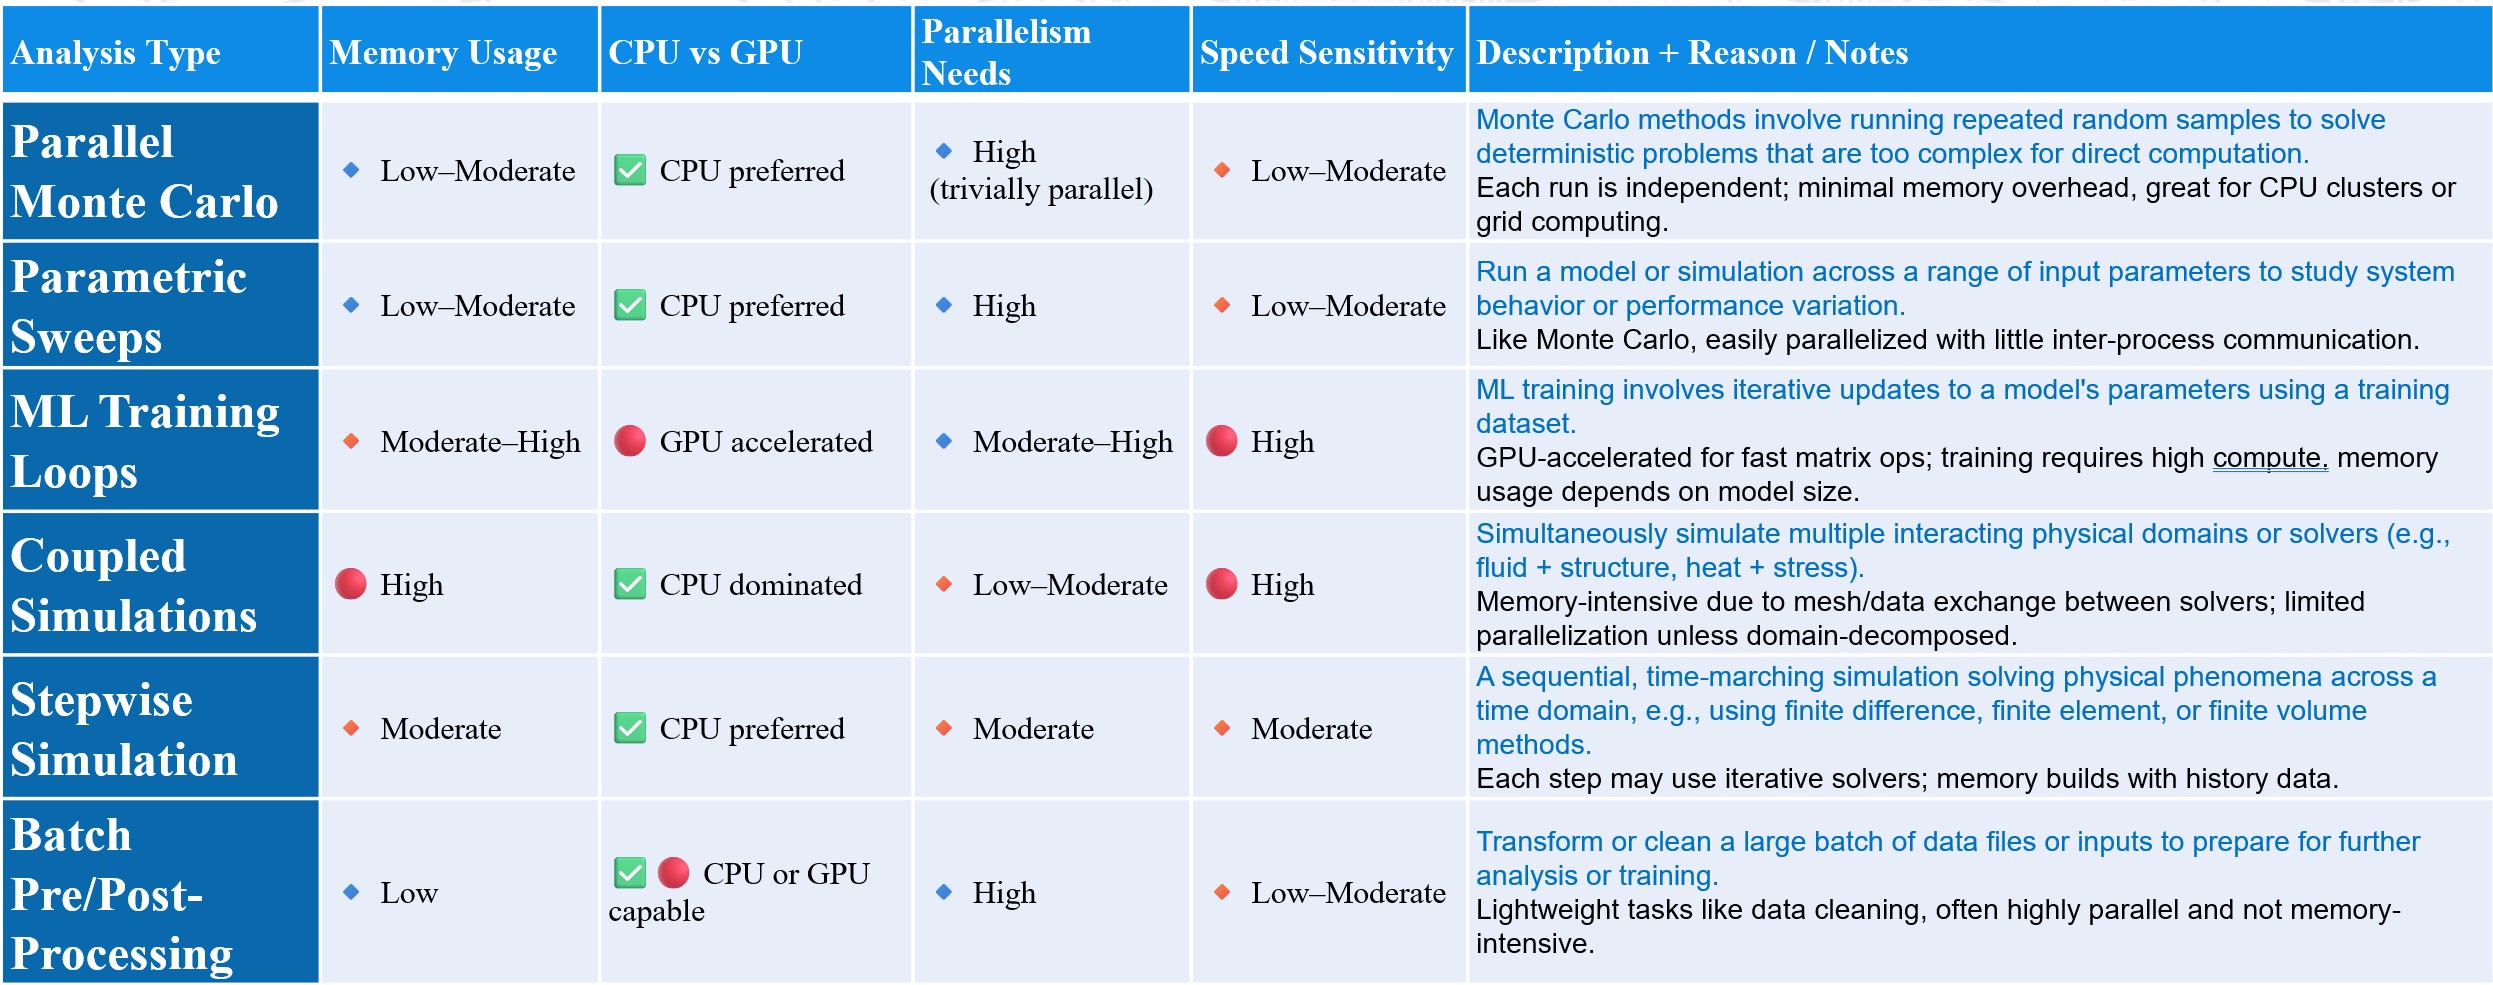 Analysis Type
Memory Usage
CPU vs GPU
Parallelism
Needs
Speed Sensitivity
Description + Reason / Notes
Parallel
Monte Carlo
Low–Moderate
CPU preferred
High
(trivially parallel)
Low–Moderate
Monte Carlo methods involve running repeated random samples to solve
deterministic problems that are too complex for direct computation.
Each run is independent; minimal memory overhead, great for CPU clusters or
grid computing.
Parametric
Sweeps
Low–Moderate
CPU preferred
High
Low–Moderate
Run a model or simulation across a range of input parameters to study system
behavior or performance variation.
Like Monte Carlo, easily parallelized with little inter-process communication.
ML Training
Loops
Moderate–High
GPU accelerated
Moderate–High
High
ML training involves iterative updates to a model's parameters using a training
dataset.
GPU-accelerated for fast matrix ops; training requires high compute. memory
usage depends on model size.
Coupled
Simulations
High
CPU dominated
Low–Moderate
High
Simultaneously simulate multiple interacting physical domains or solvers (e.g.,
fluid + structure, heat + stress).
Memory-intensive due to mesh/data exchange between solvers; limited
parallelization unless domain-decomposed.
Stepwise
Simulation
Moderate
CPU preferred
Moderate
Moderate
A sequential, time-marching simulation solving physical phenomena across a
time domain, e.g., using finite difference, finite element, or finite volume
methods.
Each step may use iterative solvers; memory builds with history data.
Batch
Pre/Post-
Processing
Low
CPU or GPU
capable
High
Low–Moderate
Transform or clean a large batch of data files or inputs to prepare for further
analysis or training.
Lightweight tasks like data cleaning, often highly parallel and not memory-
intensive.